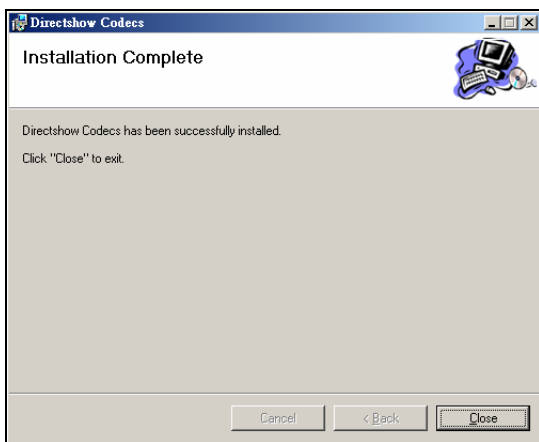 Directshow Codecs
Installation Complete
Directshow Codecs has been successfully installed.
Click "Close" to exit.
Cancel
< Back
Close